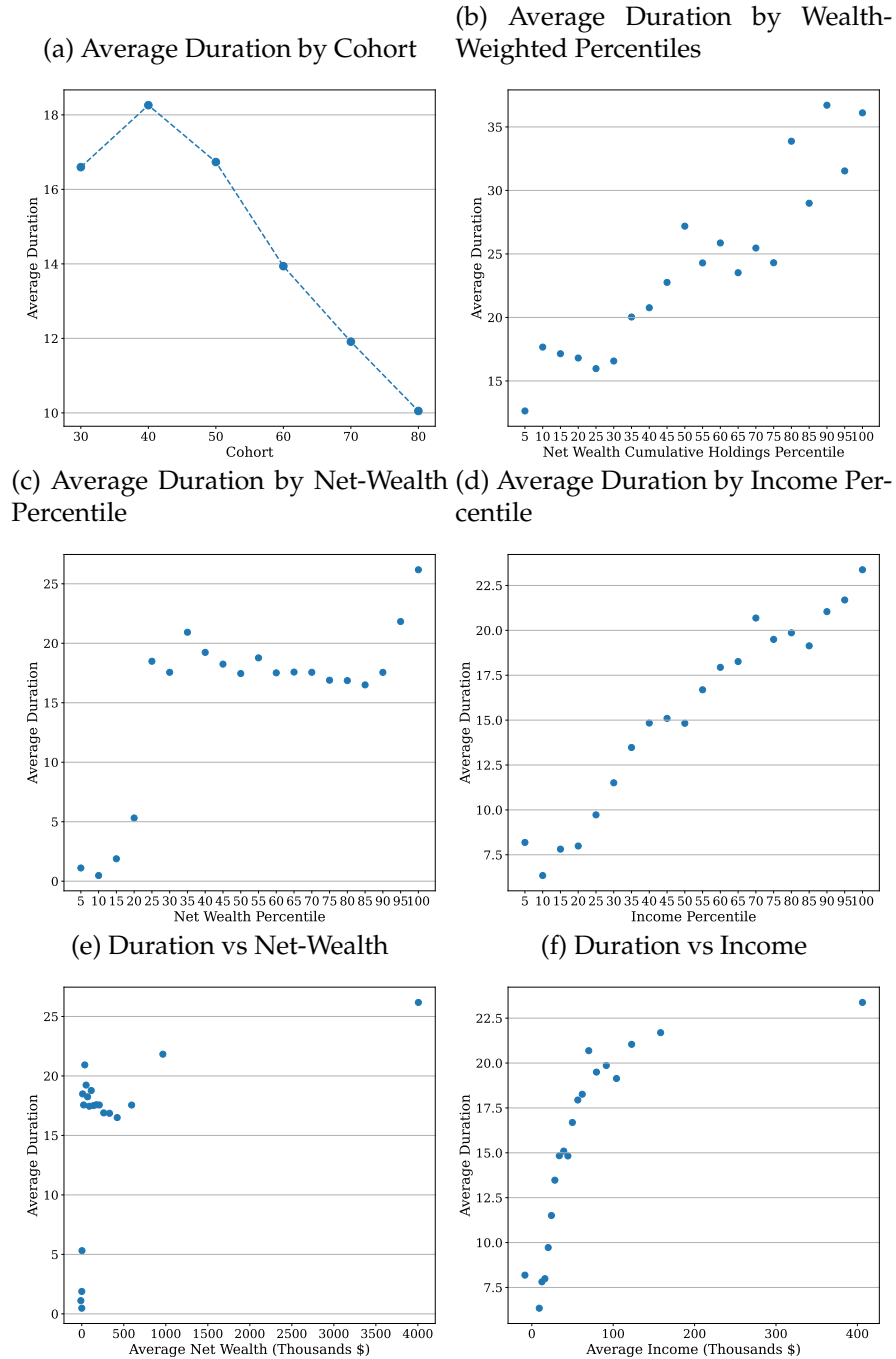 (a) Average Duration by Cohort
(b) Average Duration by Wealth-
Weighted Percentiles
18
16
14
12
10
Average Duration
30 40 50 60 70 80
Cohort
35
30
25
20
15
Average Duration
5 10 15 20 25 30 35 40 45 50 55 60 65 70 75 80 85 90 95 100
Net Wealth Cumulative Holdings Percentile
(c) Average Duration by Net-Wealth
Percentile
(d) Average Duration by Income Per-
centile
25
20
15
10
5
0
Average Duration
5 10 15 20 25 30 35 40 45 50 55 60 65 70 75 80 85 90 95 100
Net Wealth Percentile
22.5
20.0
17.5
15.0
12.5
10.0
7.5
Average Duration
5 10 15 20 25 30 35 40 45 50 55 60 65 70 75 80 85 90 95 100
Income Percentile
(e) Duration vs Net-Wealth
(f) Duration vs Income
25
20
15
10
5
0
Average Duration
0 500 1000 1500 2000 2500 3000 3500 4000
Average Net Wealth (Thousands $)
22.5
20.0
17.5
15.0
12.5
10.0
7.5
Average Duration
0 100 200 300 400
Average Income (Thousands $)